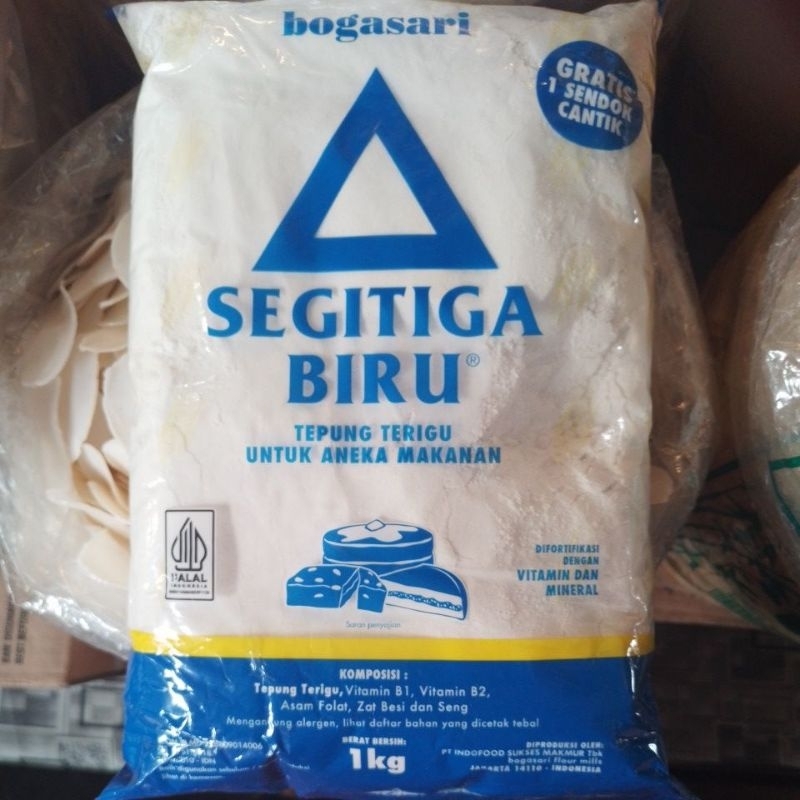 bogasari
GRATIS
1 SENDOK
CANTIK
SEGITIGA
BIRU®
TEPUNG TERIGU
UNTUK ANEKA MAKANAN
HALAL
INDONESIA
DIFORTIFIKASI
DENGAN
VITAMIN DAN
MINERAL
Saran penyajian
KOMPOSISI :
Tepung Terigu, Vitamin B1, Vitamin B2,
Asam Folat, Zat Besi dan Seng
Mengandung alergen, lihat daftar bahan yang dicetak tebal
BERAT BERSIH:
1kg
DIPRODUKSI OLEH:
PT INDOFOOD SUKSES MAKMUR Tbk
bogasari flour mills
JAKARTA 14110 - INDONESIA